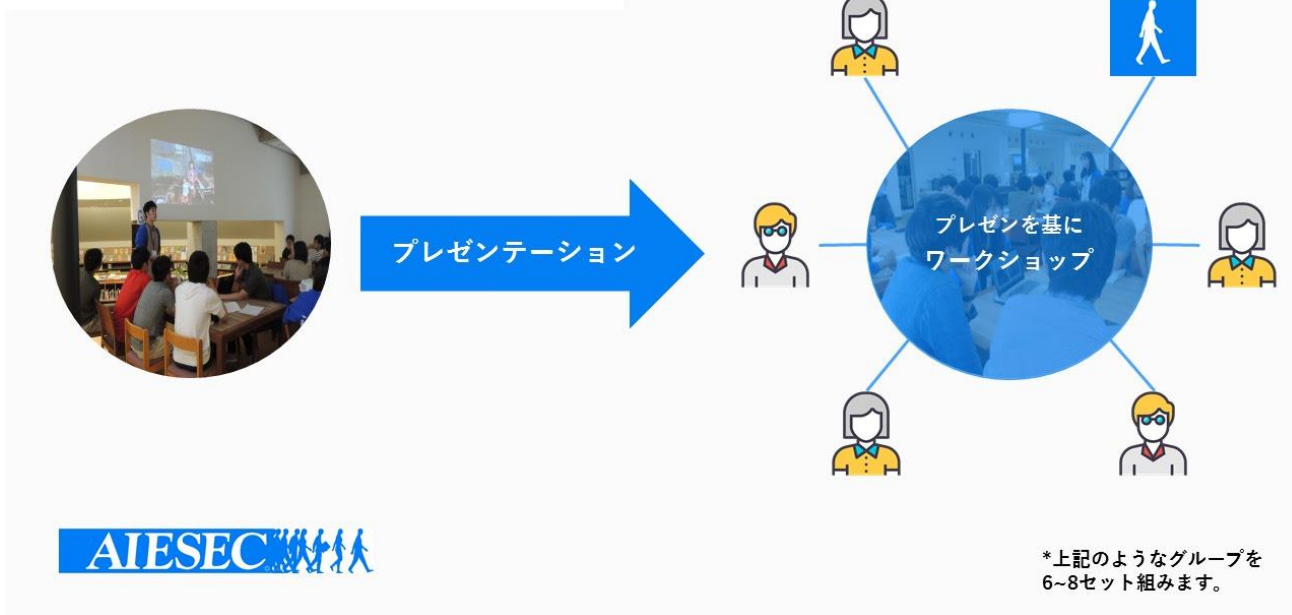 プレゼンテーション
プレゼンを基に
ワークショップ
AIESEC
*上記のようなグループを
6~8セット組みます。